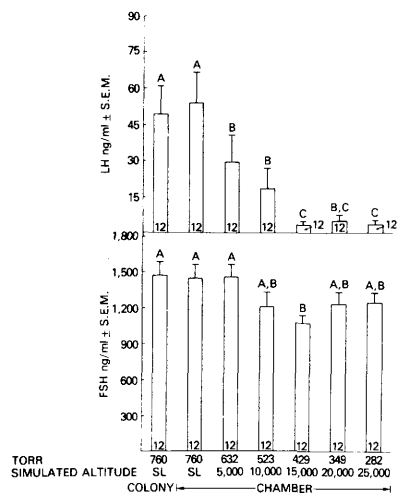 90
75
60
45
30
15
LH ng/ml ± S.E.M.
A A B B C B,C C
12 12 12 12 12 12 12
1,800
1,500
1,200
900
600
300
FSH ng/ml ± S.E.M.
A A A A,B B A,B A,B
12 12 12 12 12 12 12
TORR 760 760 632 523 429 349 282
SIMULATED ALTITUDE SL SL 5,000 10,000 15,000 20,000 25,000
COLONY CHAMBER